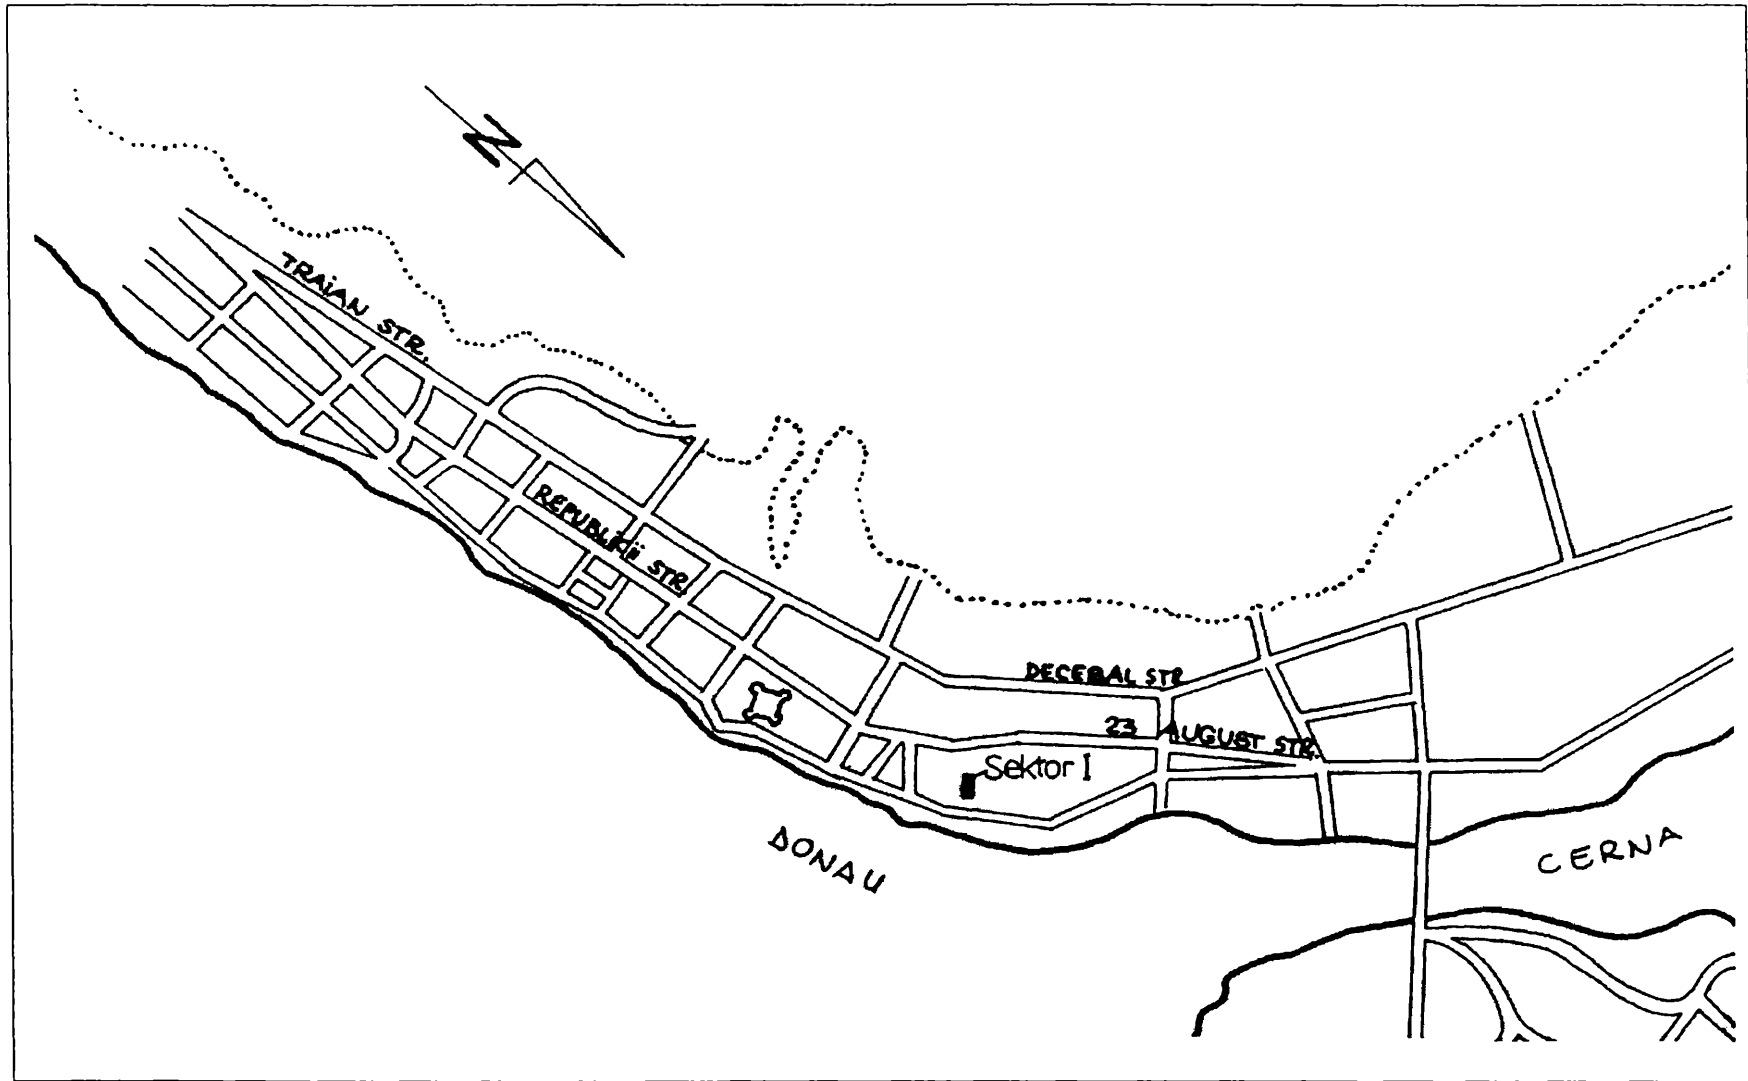 N
TRAIAN STR.
REPUBLICII STR.
DECEBAL STR
23 AUGUST STR.
Sektor I
DONAU
CERNA